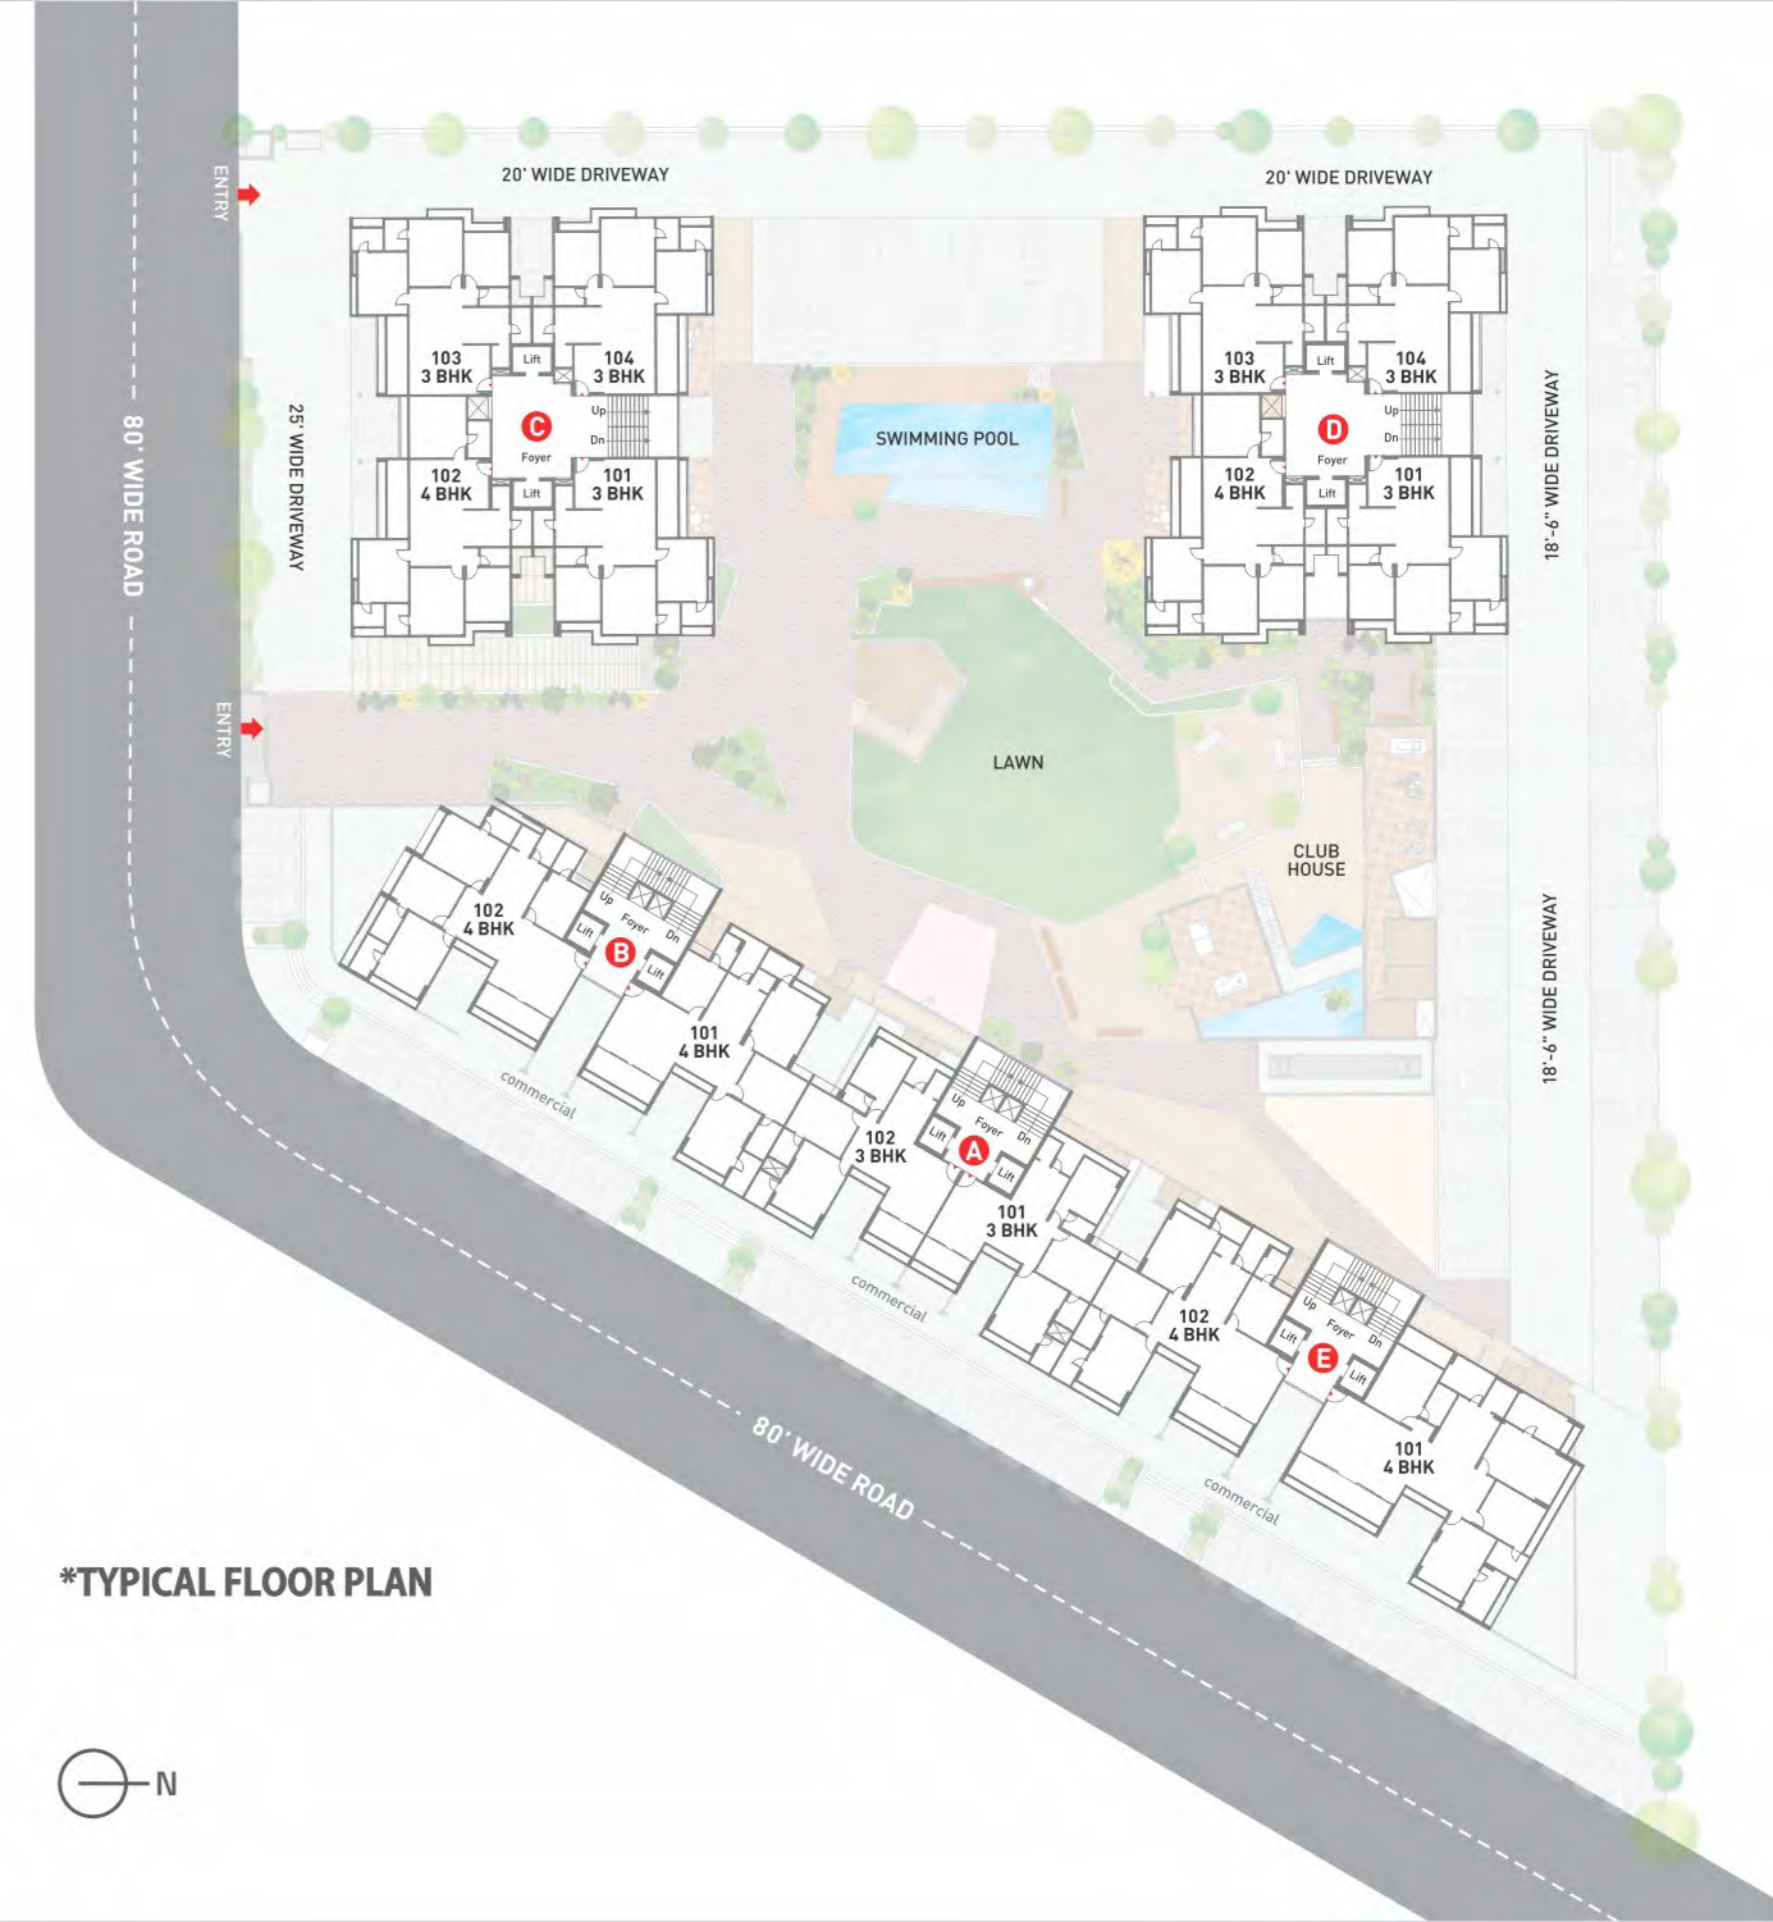 20' WIDE DRIVEWAY
20' WIDE DRIVEWAY
ENTRY
80' WIDE ROAD
25' WIDE DRIVEWAY
103
3 BHK
Lift
104
3 BHK
C
Up
Dn
Foyer
102
4 BHK
Lift
101
3 BHK
SWIMMING POOL
103
3 BHK
Lift
104
3 BHK
D
Up
Dn
Foyer
102
4 BHK
Lift
101
3 BHK
18'-6" WIDE DRIVEWAY
ENTRY
LAWN
CLUB
HOUSE
18'-6" WIDE DRIVEWAY
102
4 BHK
Up
Foyer
Dn
Lift
B
Lift
101
4 BHK
commercial
102
3 BHK
Up
Foyer
Dn
Lift
A
Lift
101
3 BHK
commercial
102
4 BHK
Up
Foyer
Dn
Lift
E
Lift
101
4 BHK
commercial
80' WIDE ROAD
*TYPICAL FLOOR PLAN
N